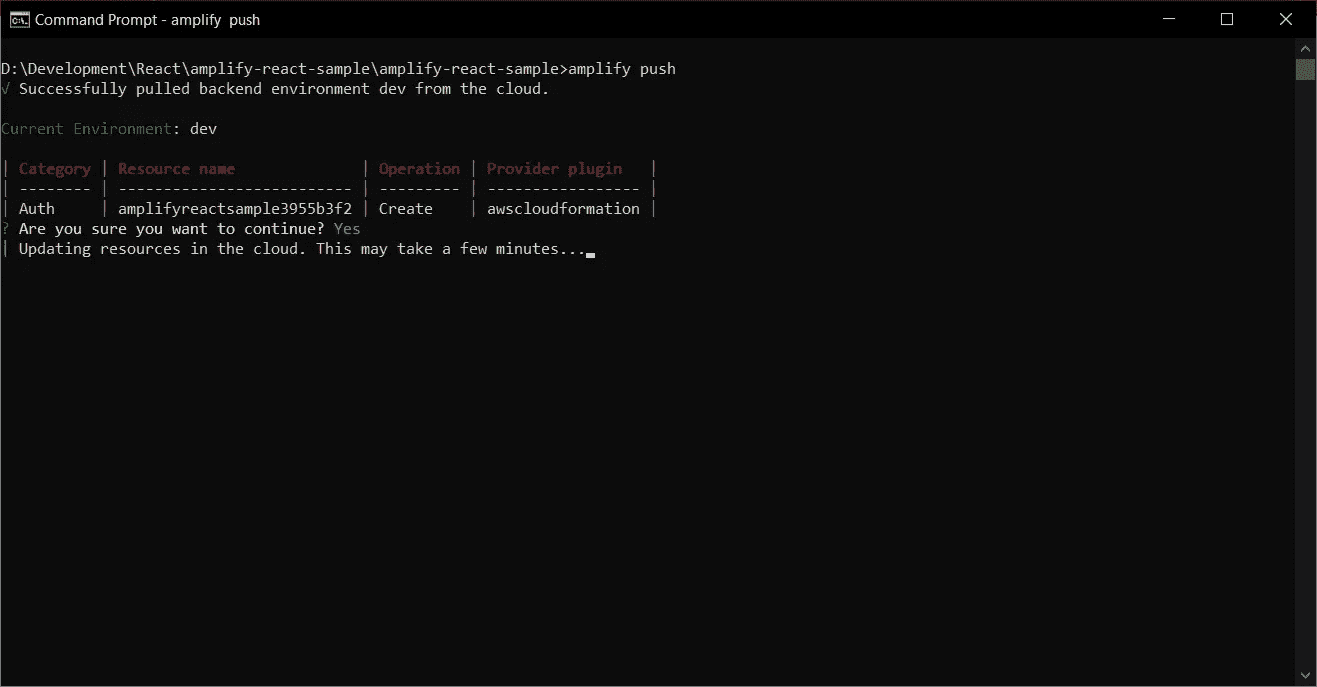 Command Prompt - amplify  push
D:\Development\React\amplify-react-sample\amplify-react-sample>amplify push
√ Successfully pulled backend environment dev from the cloud.
Current Environment: dev
| Category | Resource name              | Operation | Provider plugin   |
| -------- | -------------------------- | --------- | ----------------- |
| Auth     | amplifyreactsample3955b3f2 | Create    | awscloudformation |
? Are you sure you want to continue? Yes
| Updating resources in the cloud. This may take a few minutes...